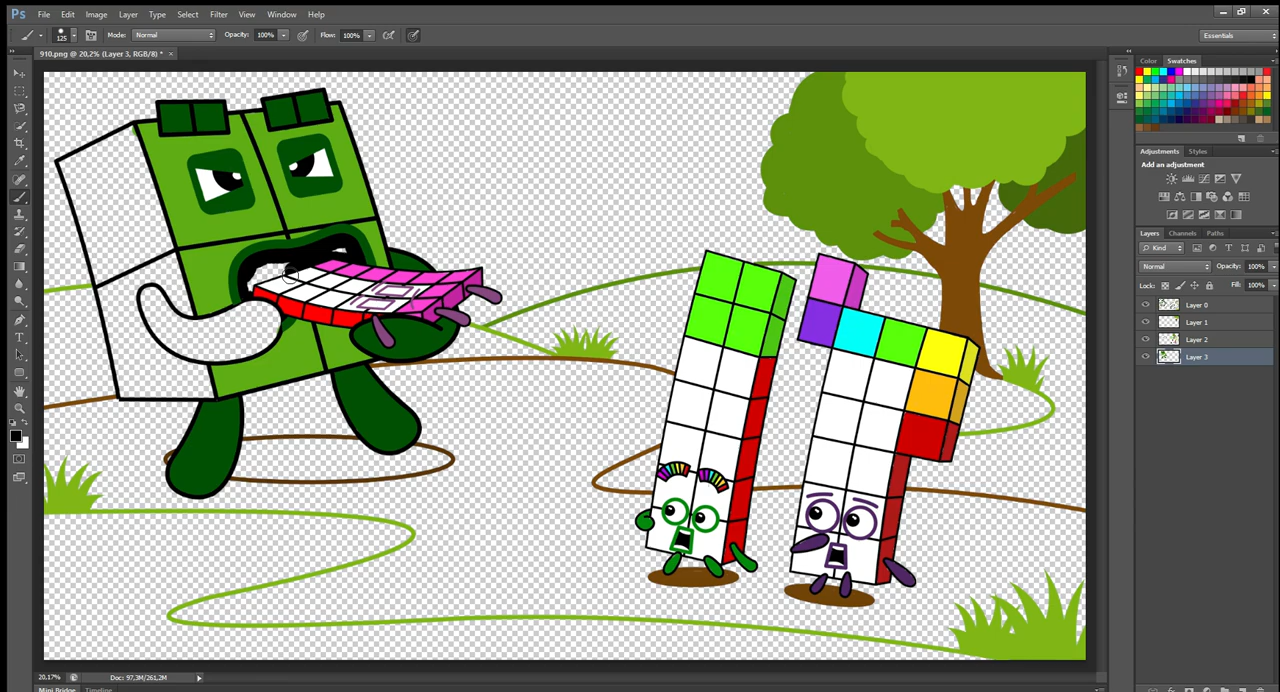 Ps File Edit Image Layer Type Select Filter View Window Help
125 Mode: Normal Opacity: 100% Flow: 100% Essentials
910.png @ 20,2% (Layer 3, RGB/8) * ×
Color Swatches
Adjustments Styles
Add an adjustment
Layers Channels Paths
Kind
Normal Opacity: 100%
Lock: Fill: 100%
Layer 0
Layer 1
Layer 2
Layer 3
20,17% Doc: 97,3M/261,2M
Mini Bridge Timeline